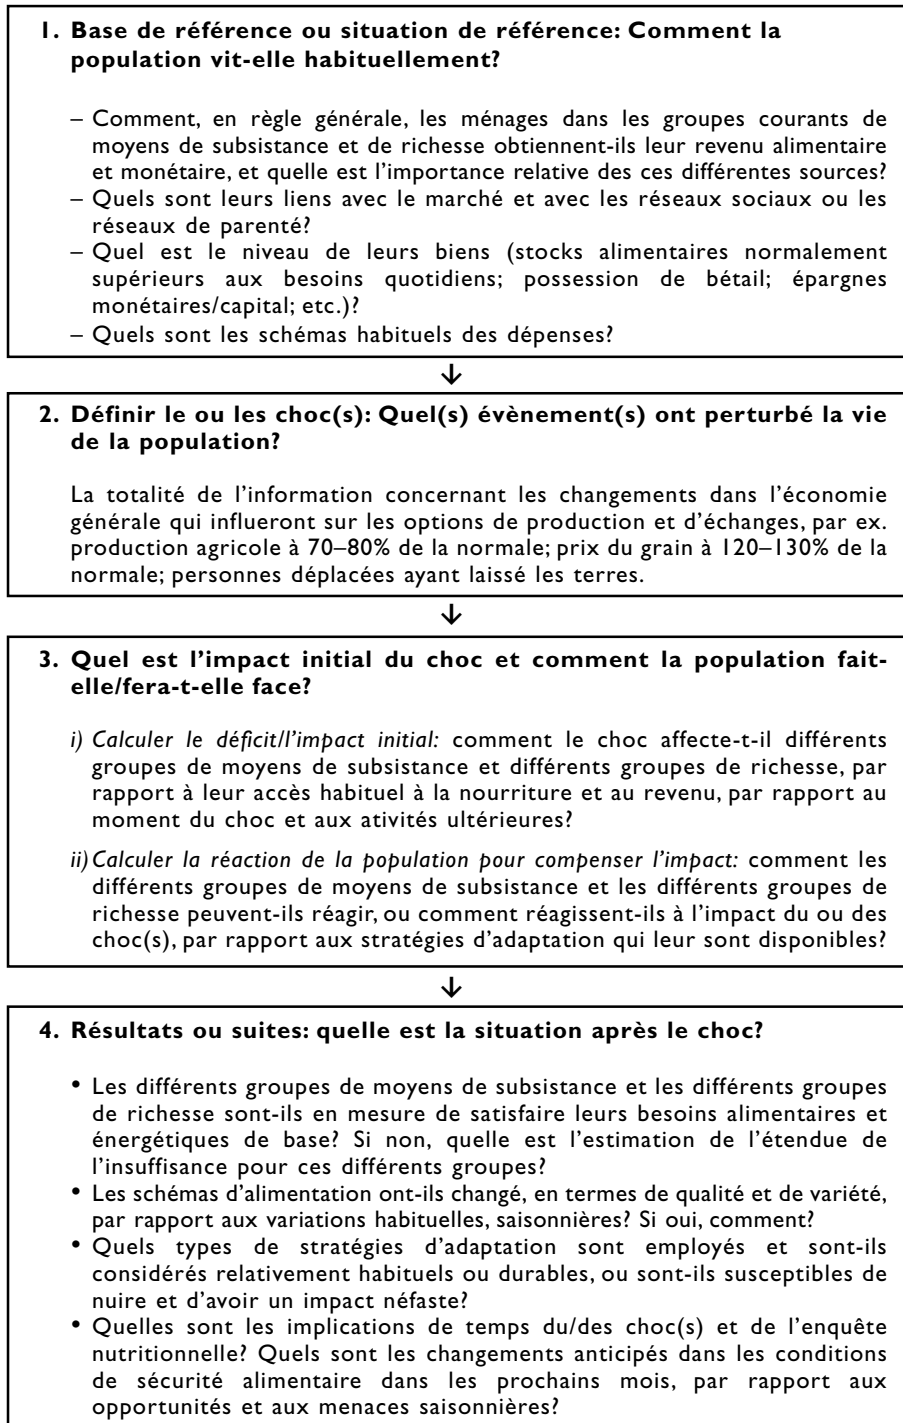 1. Base de référence ou situation de référence: Comment la
population vit-elle habituellement?
– Comment, en règle générale, les ménages dans les groupes courants de
moyens de subsistance et de richesse obtiennent-ils leur revenu alimentaire
et monétaire, et quelle est l'importance relative des ces différentes sources?
– Quels sont leurs liens avec le marché et avec les réseaux sociaux ou les
réseaux de parenté?
– Quel est le niveau de leurs biens (stocks alimentaires normalement
supérieurs aux besoins quotidiens; possession de bétail; épargnes
monétaires/capital; etc.)?
– Quels sont les schémas habituels des dépenses?
↓
2. Définir le ou les choc(s): Quel(s) évènement(s) ont perturbé la vie
de la population?
La totalité de l'information concernant les changements dans l'économie
générale qui influeront sur les options de production et d'échanges, par ex.
production agricole à 70–80% de la normale; prix du grain à 120–130% de la
normale; personnes déplacées ayant laissé les terres.
↓
3. Quel est l'impact initial du choc et comment la population fait-
elle/fera-t-elle face?
i) Calculer le déficit/l'impact initial: comment le choc affecte-t-il différents
groupes de moyens de subsistance et différents groupes de richesse, par
rapport à leur accès habituel à la nourriture et au revenu, par rapport au
moment du choc et aux ativités ultérieures?
ii) Calculer la réaction de la population pour compenser l'impact: comment les
différents groupes de moyens de subsistance et les différents groupes de
richesse peuvent-ils réagir, ou comment réagissent-ils à l'impact du ou des
choc(s), par rapport aux stratégies d'adaptation qui leur sont disponibles?
↓
4. Résultats ou suites: quelle est la situation après le choc?
• Les différents groupes de moyens de subsistance et les différents groupes
de richesse sont-ils en mesure de satisfaire leurs besoins alimentaires et
énergétiques de base? Si non, quelle est l'estimation de l'étendue de
l'insuffisance pour ces différents groupes?
• Les schémas d'alimentation ont-ils changé, en termes de qualité et de variété,
par rapport aux variations habituelles, saisonnières? Si oui, comment?
• Quels types de stratégies d'adaptation sont employés et sont-ils
considérés relativement habituels ou durables, ou sont-ils susceptibles de
nuire et d'avoir un impact néfaste?
• Quelles sont les implications de temps du/des choc(s) et de l'enquête
nutritionnelle? Quels sont les changements anticipés dans les conditions
de sécurité alimentaire dans les prochains mois, par rapport aux
opportunités et aux menaces saisonnières?